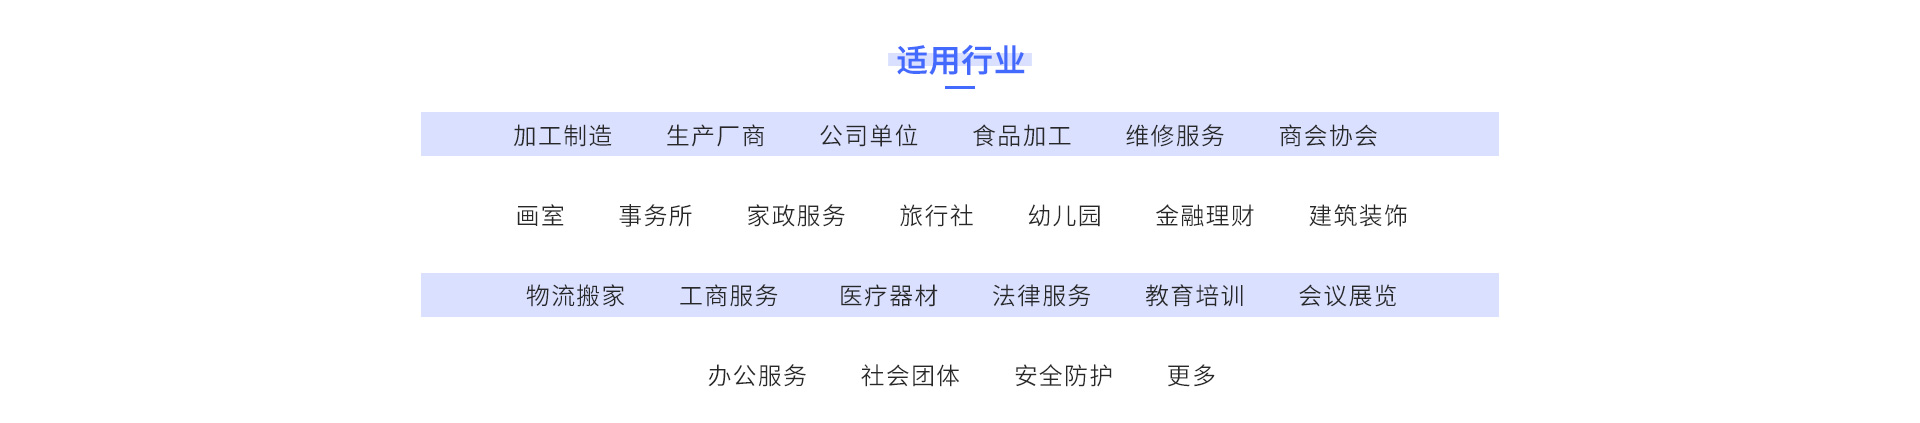 适用行业
加工制造 生产厂商 公司单位 食品加工 维修服务 商会协会
画室 事务所 家政服务 旅行社 幼儿园 金融理财 建筑装饰
物流搬家 工商服务 医疗器材 法律服务 教育培训 会议展览
办公服务 社会团体 安全防护 更多